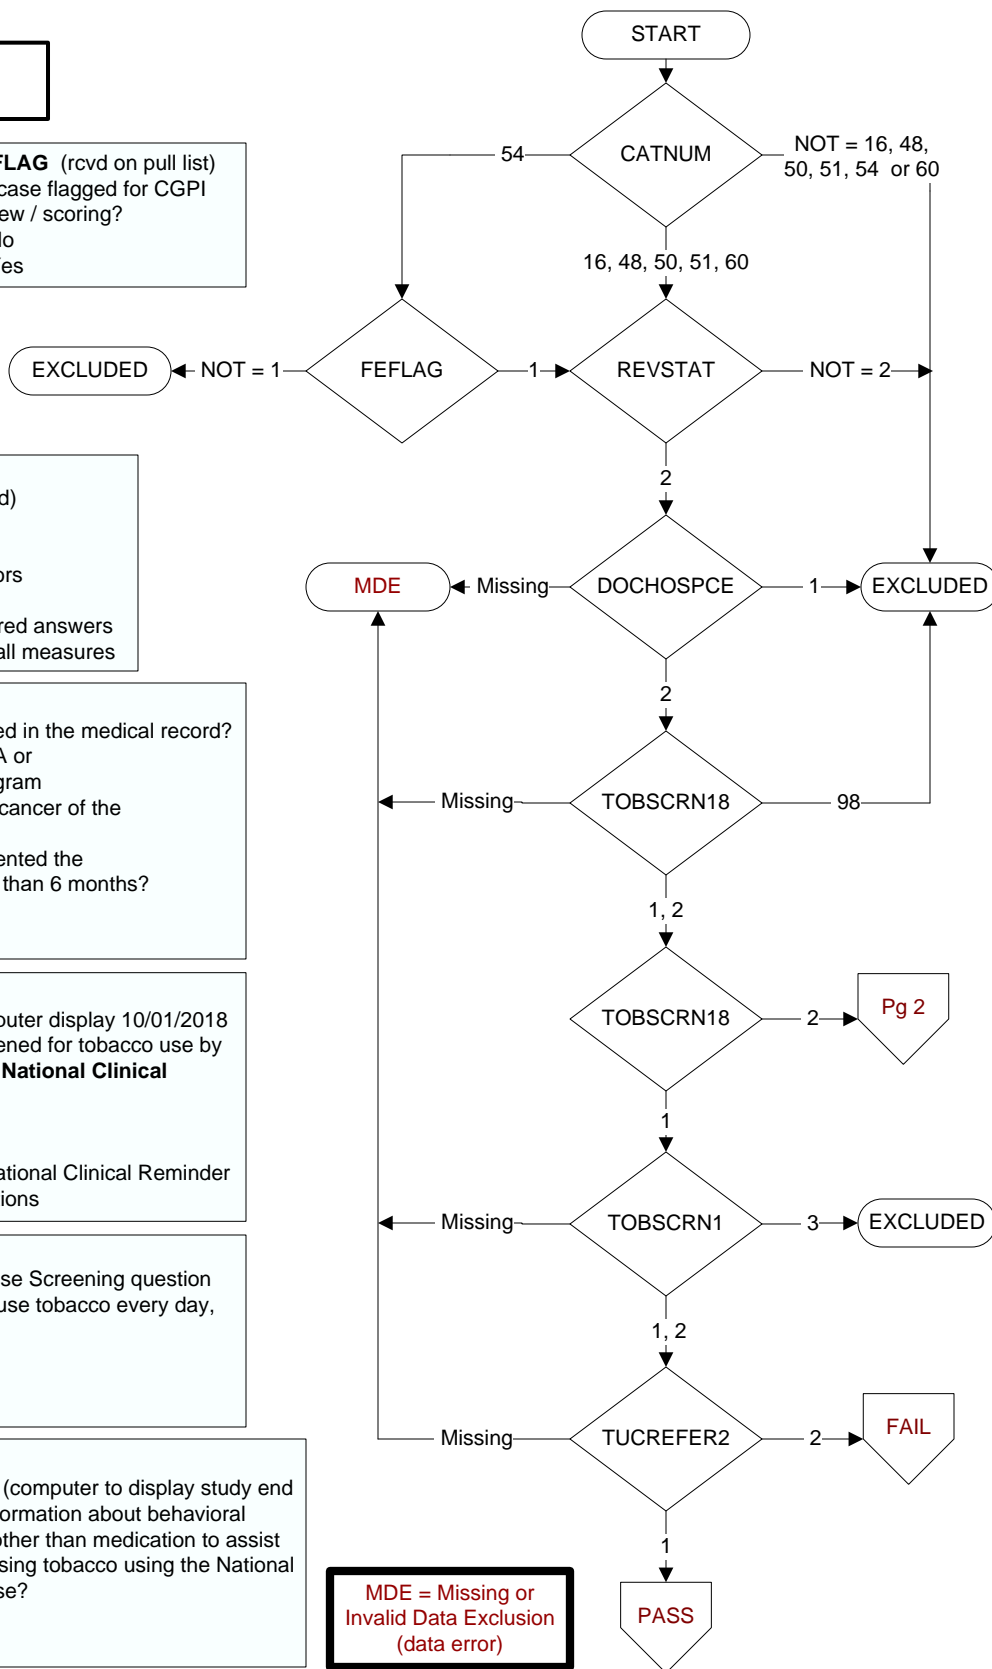 START
CATNUM
54
NOT = 16, 48,
50, 51, 54 or 60
16, 48, 50, 51, 60
FLAG (rcvd on pull list)
case flagged for CGPI
ew / scoring?
EXCLUDED
NOT = 1
FEFLAG
1
REVSTAT
NOT = 2
2
d)
ors
red answers
all measures
MDE
Missing
DOCHOSPCE
1
EXCLUDED
2
ed in the medical record?
A or
gram
cancer of the
ented the
than 6 months?
Missing
TOBSCRN18
98
1, 2
outer display 10/01/2018
ened for tobacco use by
National Clinical
ational Clinical Reminder
ions
TOBSCRN18
2
Pg 2
1
se Screening question
use tobacco every day,
Missing
TOBSCRN1
3
EXCLUDED
1, 2
(computer to display study end
formation about behavioral
other than medication to assist
sing tobacco using the National
se?
Missing
TUCREFER2
2
FAIL
1
MDE = Missing or
Invalid Data Exclusion
(data error)
PASS